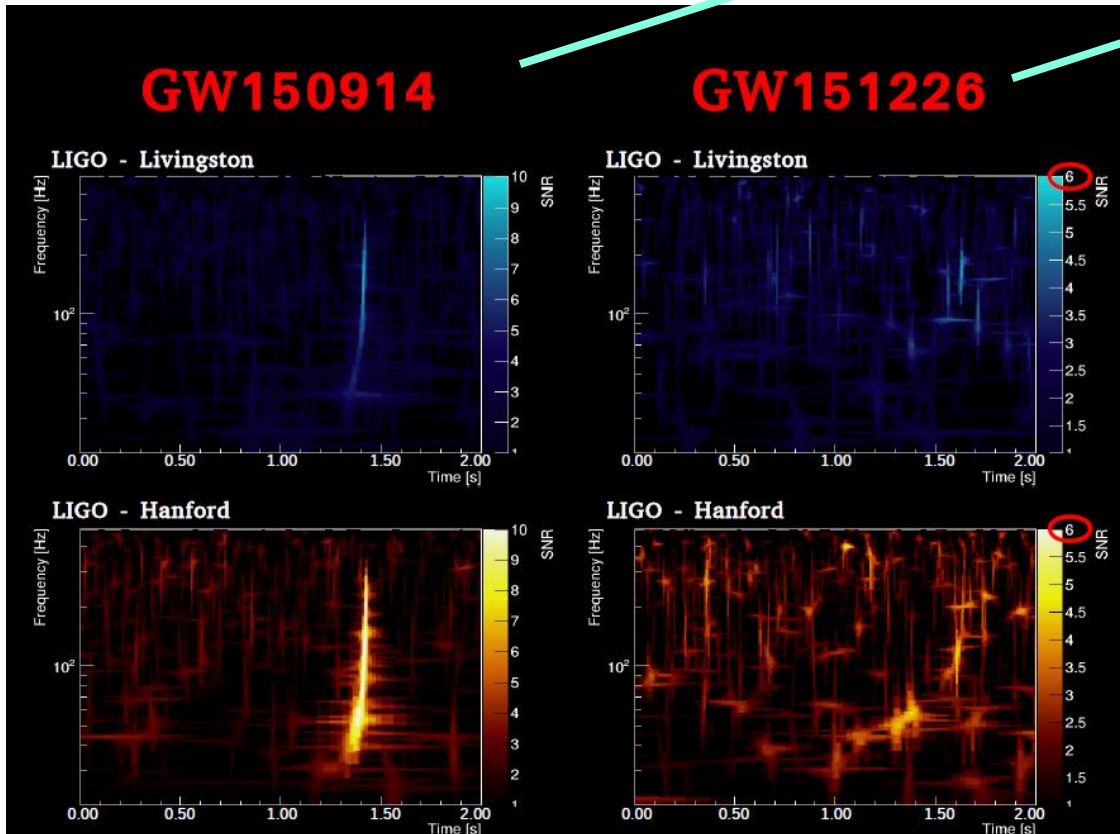 GW150914
GW151226
LIGO - Livingston
Frequency [Hz]
10²
0.00 0.50 1.00 1.50 2.00
Time [s]
10
9
8
7
6
5
4
3
2
1
SNR
LIGO - Livingston
Frequency [Hz]
10²
0.00 0.50 1.00 1.50 2.00
Time [s]
6
5.5
5
4.5
4
3.5
3
2.5
2
1.5
1
SNR
LIGO - Hanford
Frequency [Hz]
10²
0.00 0.50 1.00 1.50 2.00
Time [s]
10
9
8
7
6
5
4
3
2
1
SNR
LIGO - Hanford
Frequency [Hz]
10²
0.00 0.50 1.00 1.50 2.00
Time [s]
6
5.5
5
4.5
4
3.5
3
2.5
2
1.5
1
SNR